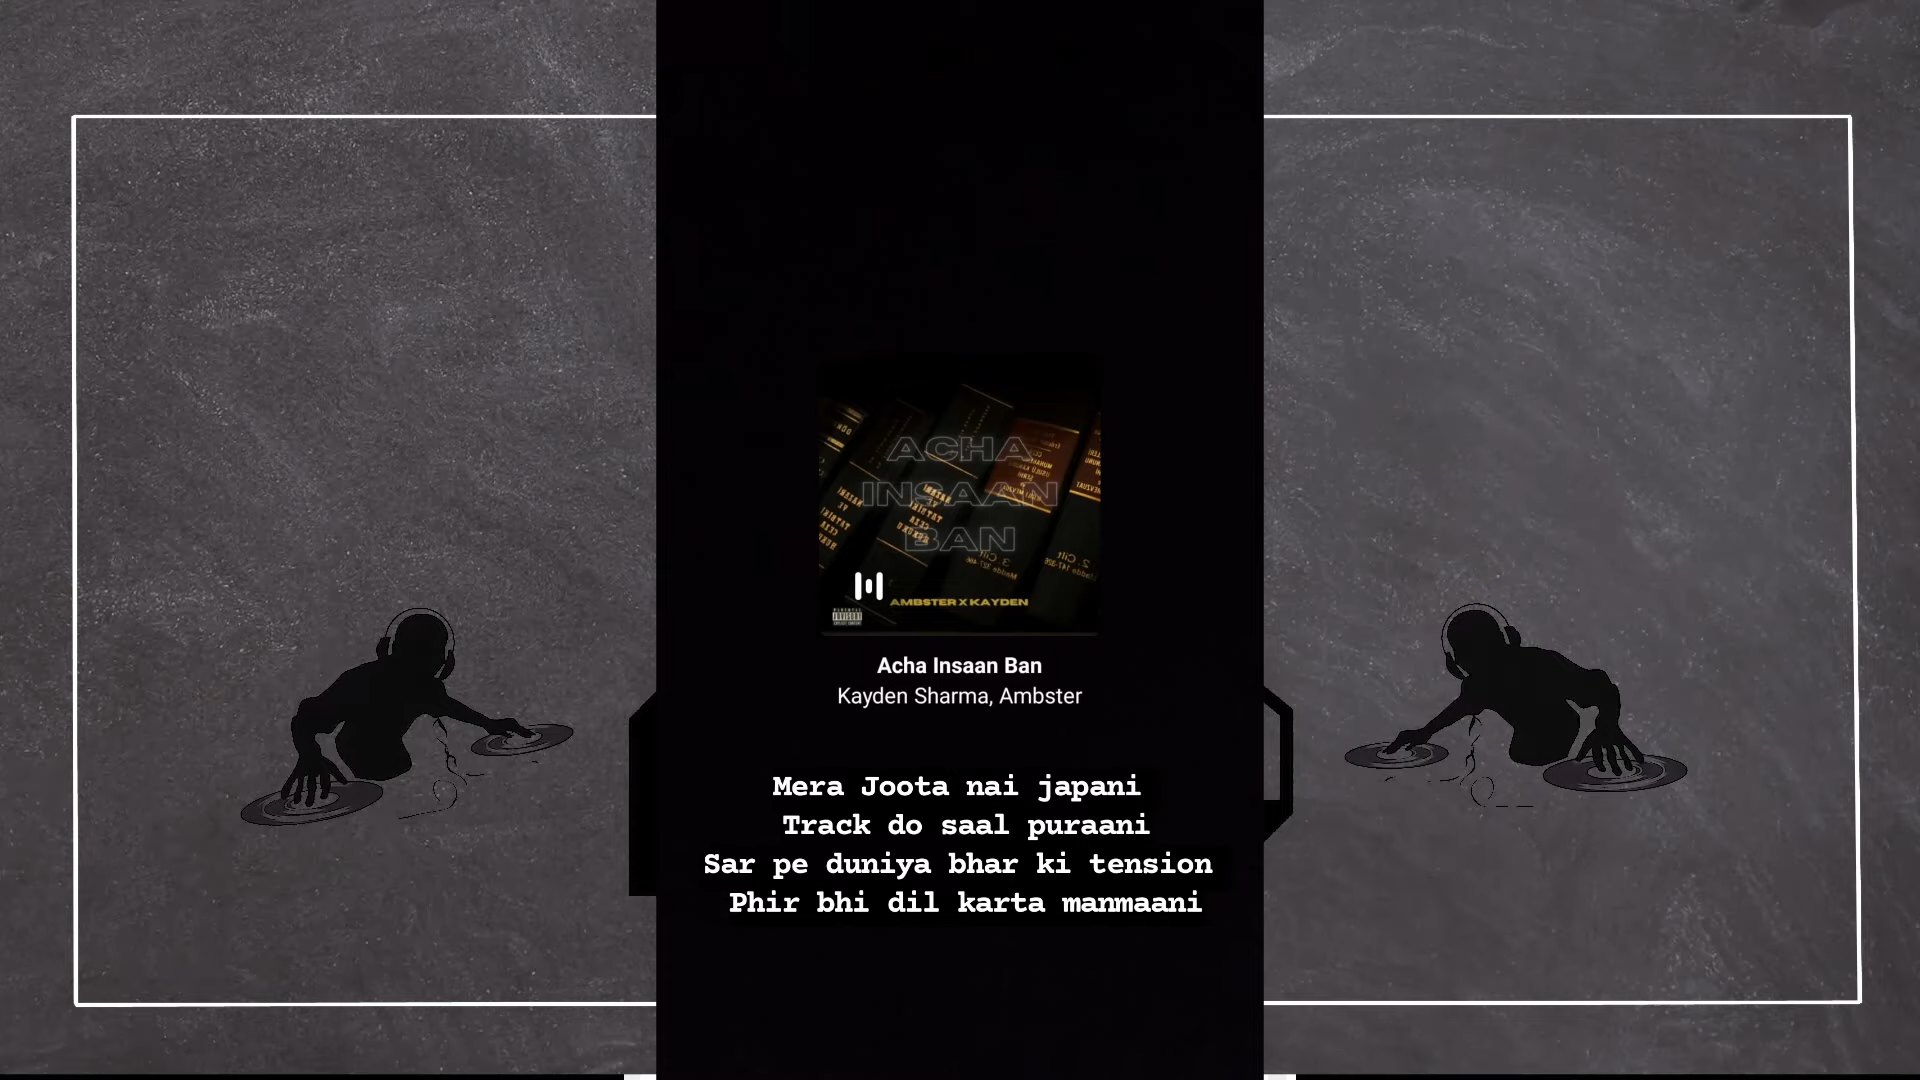 ACHA
INSAAN
BAN
AMBSTER X KAYDEN
Acha Insaan Ban
Kayden Sharma, Ambster
Mera Joota nai japani
Track do saal puraani
Sar pe duniya bhar ki tension
Phir bhi dil karta manmaani